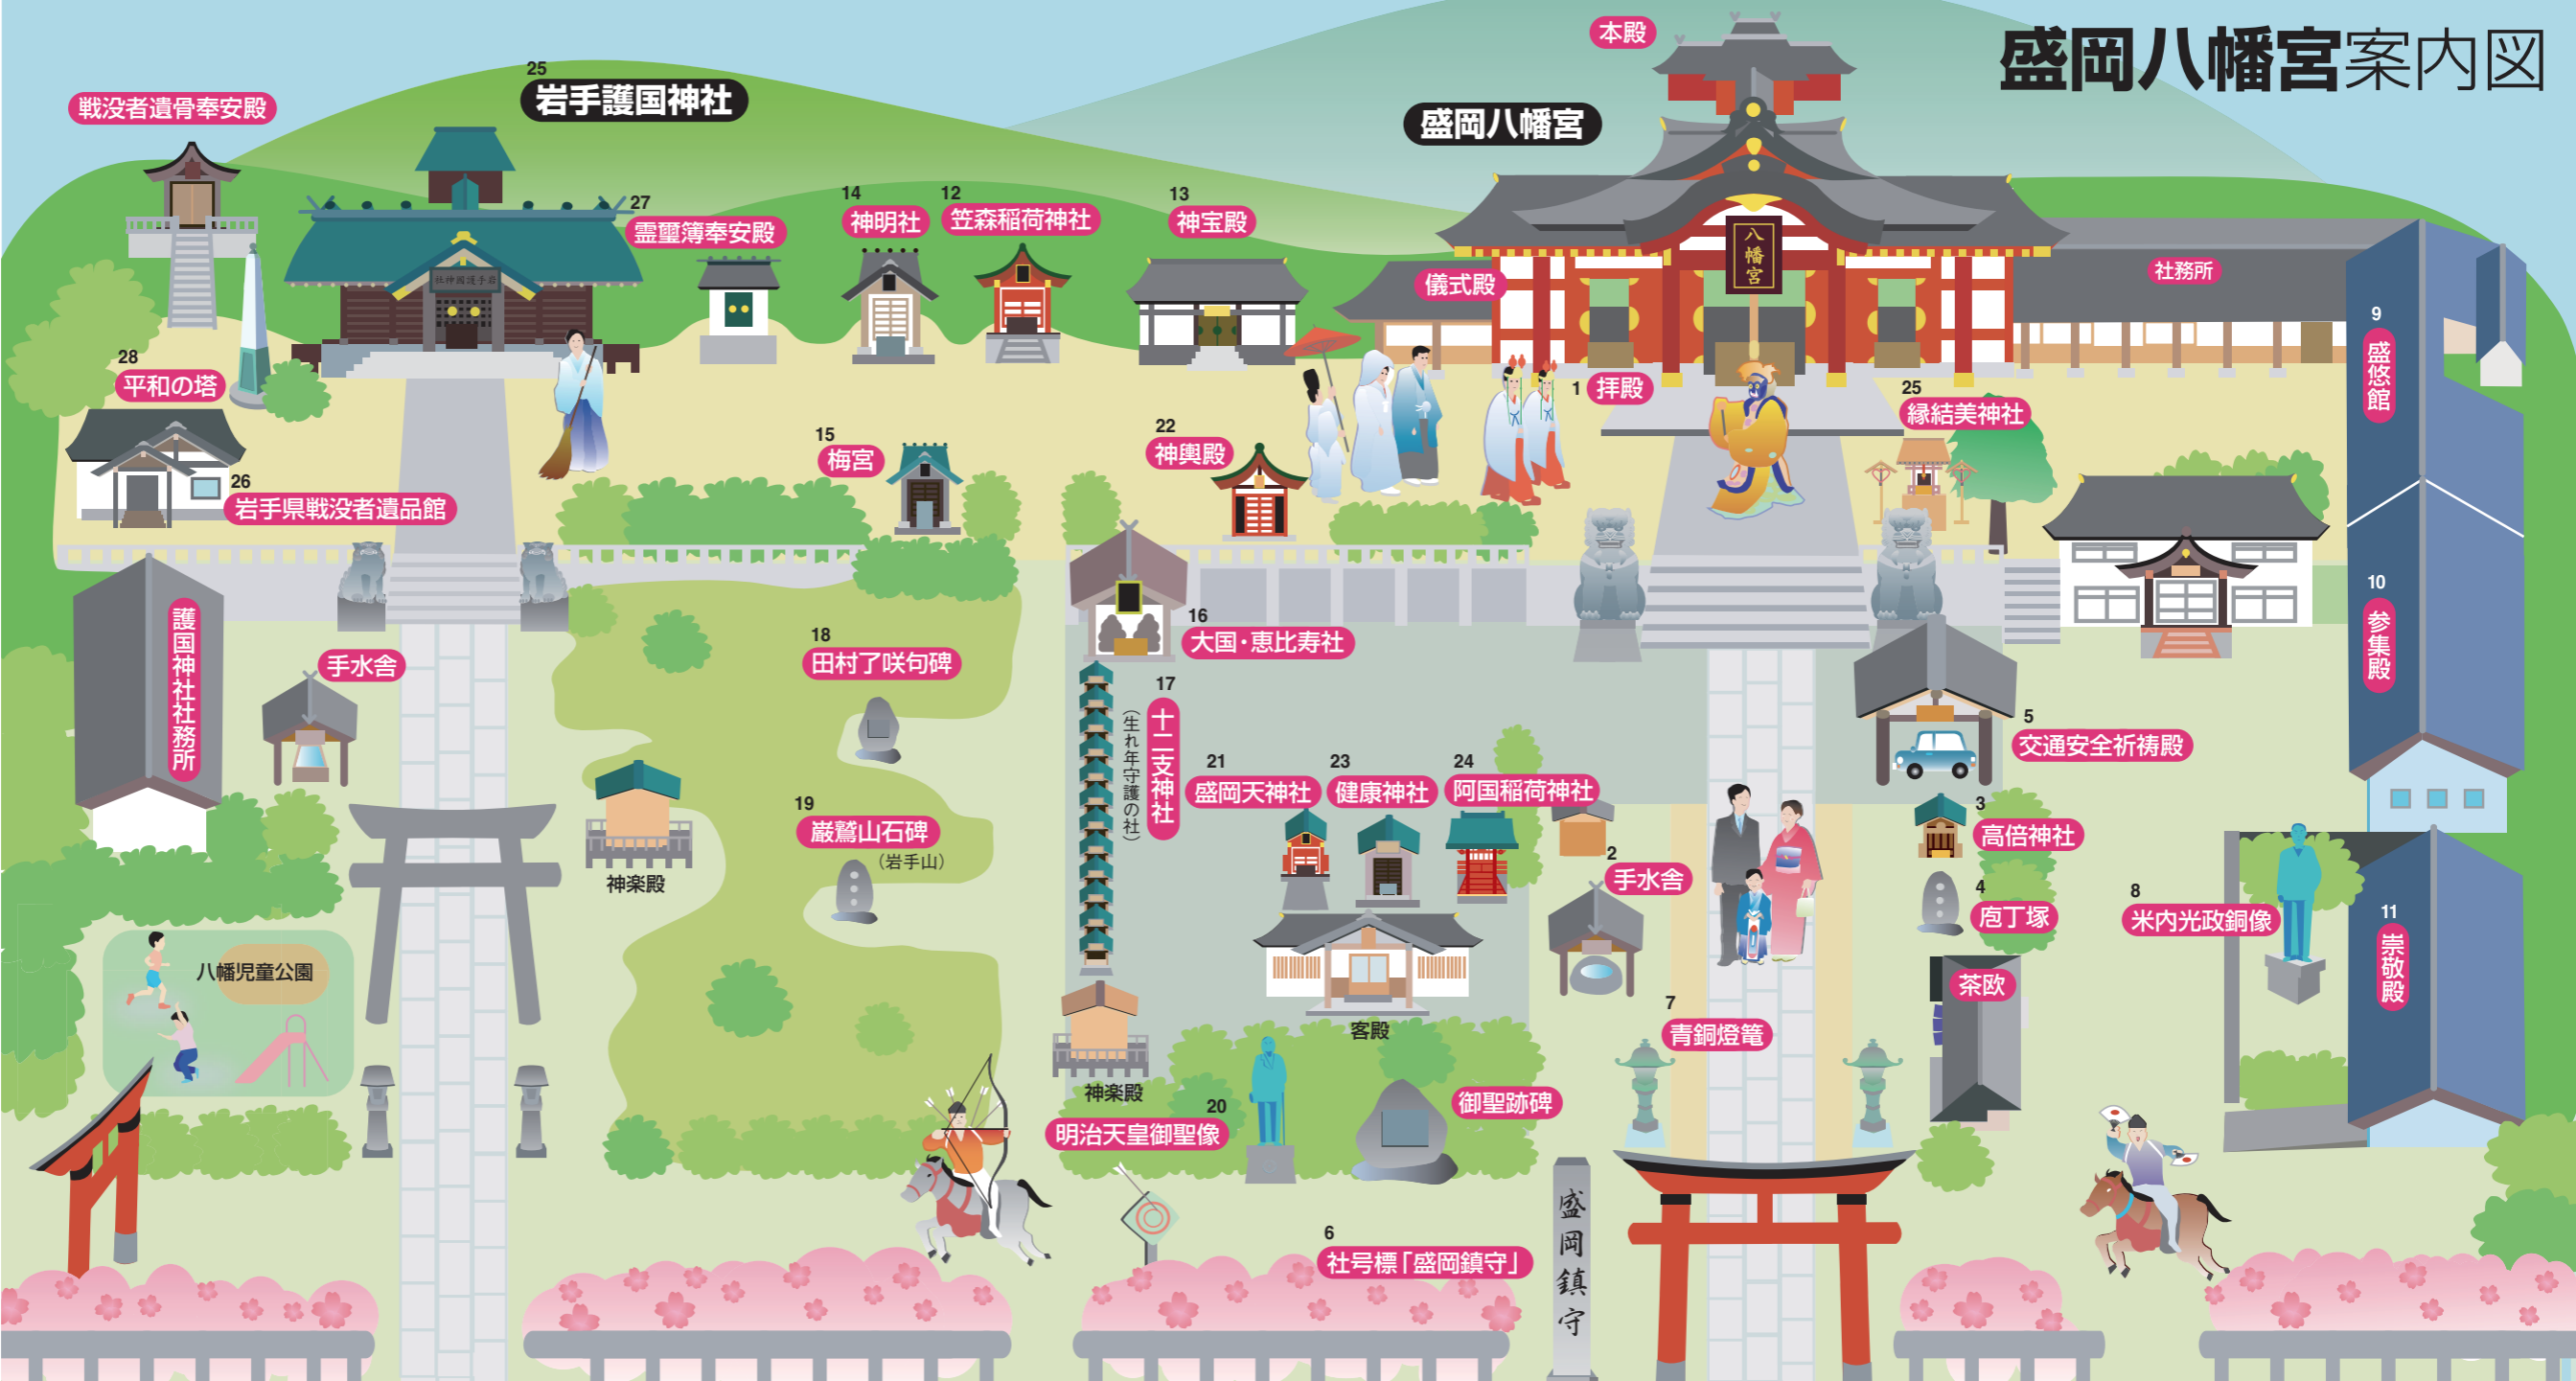 盛岡八幡宮案内図
本殿
25
岩手護国神社
戦没者遺骨奉安殿
盛岡八幡宮
27
霊璽簿奉安殿
14
神明社
12
笠森稲荷神社
13
神宝殿
儀式殿
八幡宮
社務所
岩手護國神社
9
盛悠館
28
平和の塔
1 拝殿
25
縁結美神社
15
梅宮
22
神輿殿
26
岩手県戦没者遺品館
10
参集殿
護国神社社務所
手水舎
18
田村了咲句碑
16
大国・恵比寿社
17
十二支神社
（生れ年守護の社）
5
交通安全祈祷殿
21
盛岡天神社
23
健康神社
24
阿国稲荷神社
19
巌鷲山石碑
（岩手山）
神楽殿
3
高倍神社
2
手水舎
4
庖丁塚
8
米内光政銅像
11
崇敬殿
八幡児童公園
茶欧
客殿
7
青銅燈篭
神楽殿
20
明治天皇御聖像
御聖跡碑
6
社号標「盛岡鎮守」
盛岡鎮守